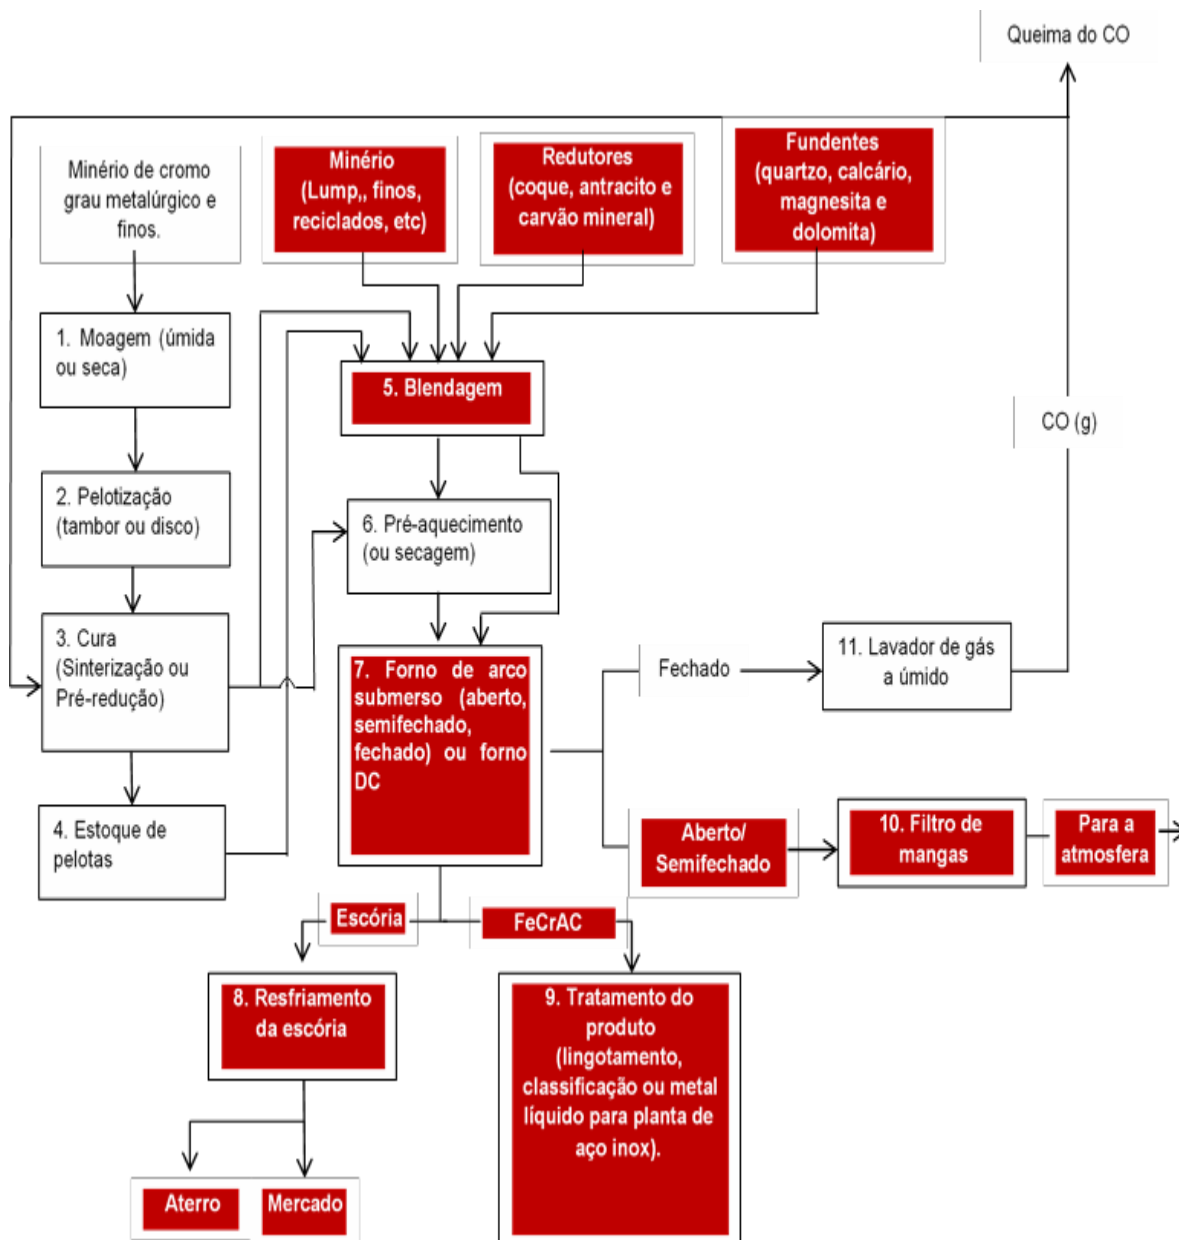 Queima do CO
Minério de cromo
grau metalúrgico e
finos.
Minério
(Lump,, finos,
reciclados, etc)
Redutores
(coque, antracito e
carvão mineral)
Fundentes
(quartzo, calcário,
magnesita e
dolomita)
1. Moagem (úmida
ou seca)
5. Blendagem
CO (g)
2. Pelotização
(tambor ou disco)
6. Pré-aquecimento
(ou secagem)
3. Cura
(Sinterização ou
Pré-redução)
7. Forno de arco
submerso (aberto,
semifechado,
fechado) ou forno
DC
Fechado
11. Lavador de gás
a úmido
4. Estoque de
pelotas
Aberto/
Semifechado
10. Filtro de
mangas
Para a
atmosfera
Escória
FeCrAC
8. Resfriamento
da escória
9. Tratamento do
produto
(lingotamento,
classificação ou metal
líquido para planta de
aço inox).
Aterro
Mercado